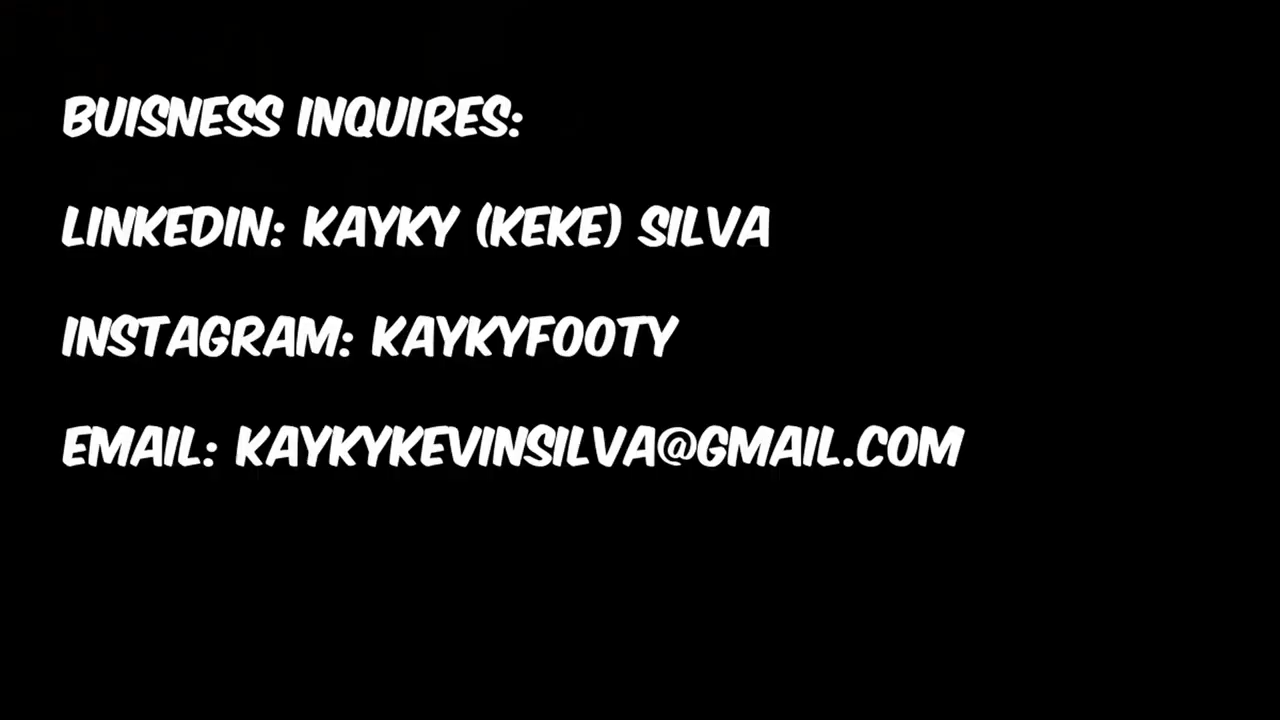 BUISNESS INQUIRES:
LINKEDIN: KAYKY (KEKE) SILVA
INSTAGRAM: KAYKYFOOTY
EMAIL: KAYKYKEVINSILVA@GMAIL.COM